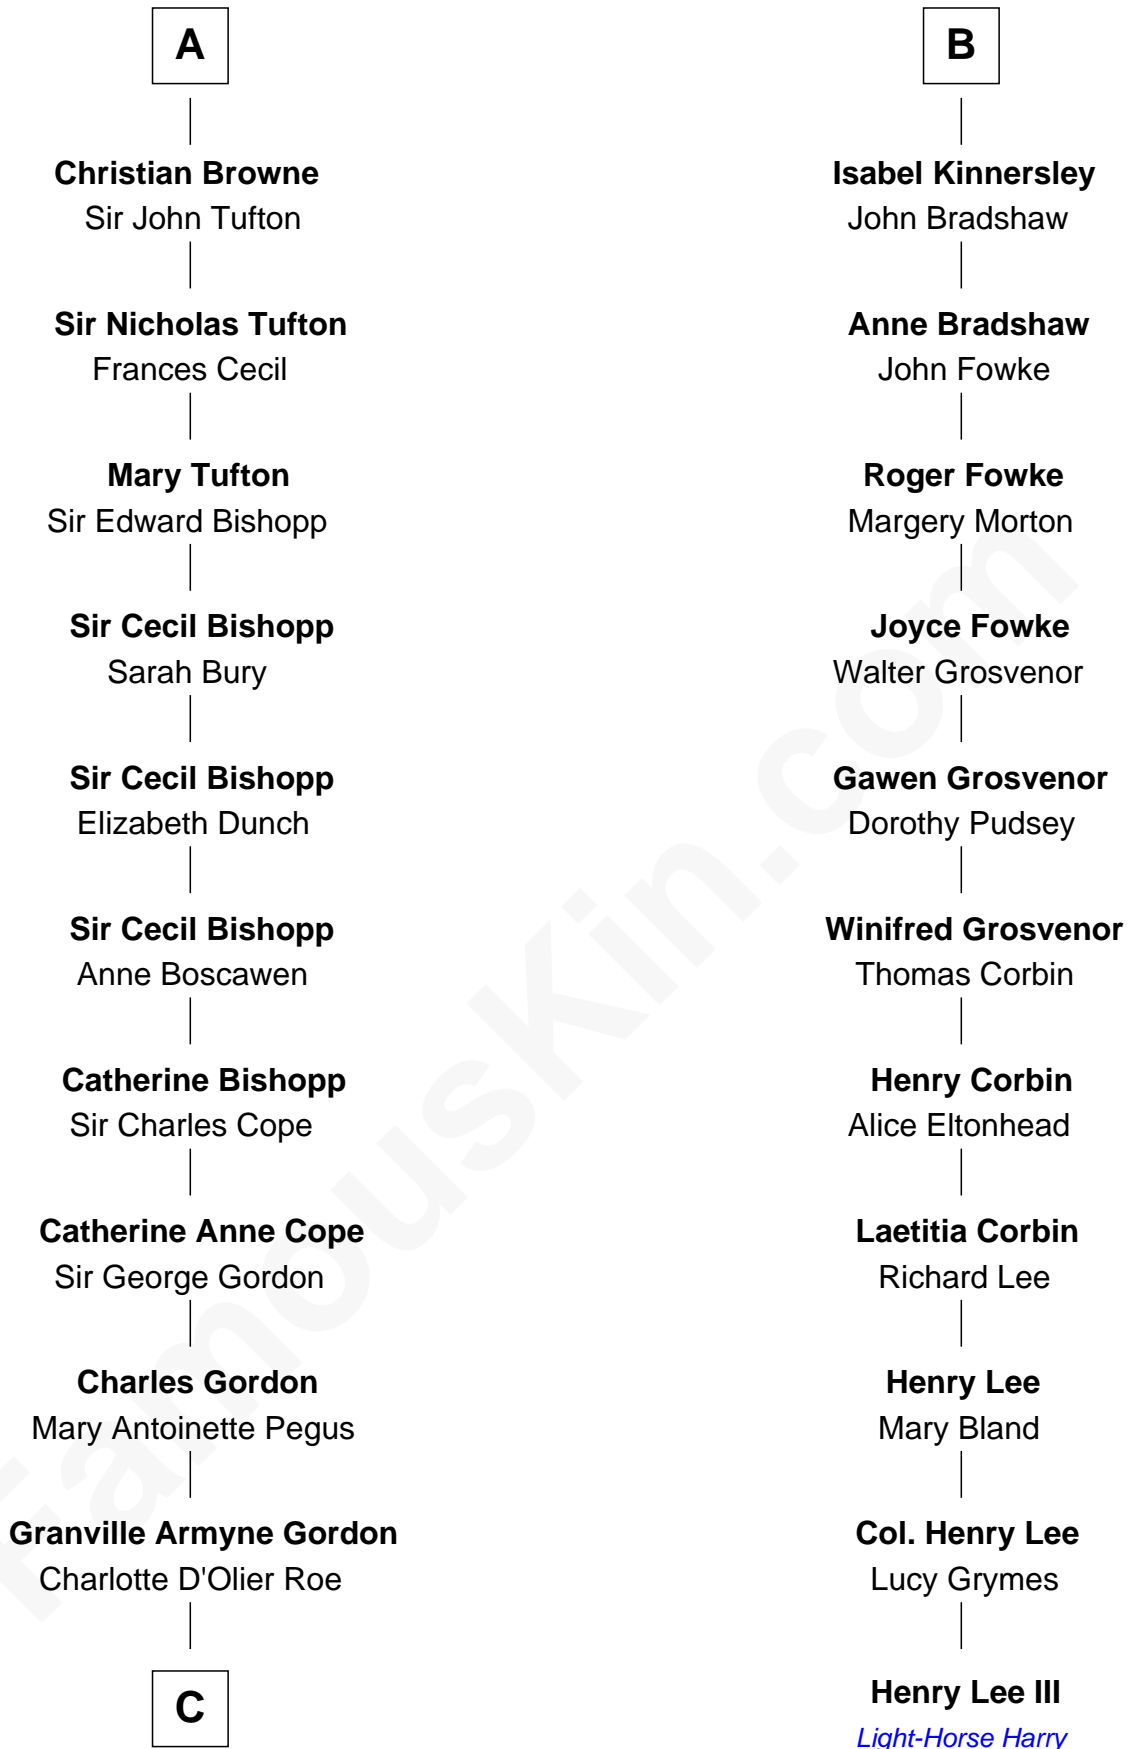 A
Christian Browne
Sir John Tufton
Sir Nicholas Tufton
Frances Cecil
Mary Tufton
Sir Edward Bishopp
Sir Cecil Bishopp
Sarah Bury
Sir Cecil Bishopp
Elizabeth Dunch
Sir Cecil Bishopp
Anne Boscawen
Catherine Bishopp
Sir Charles Cope
Catherine Anne Cope
Sir George Gordon
Charles Gordon
Mary Antoinette Pegus
Granville Armyne Gordon
Charlotte D'Olier Roe
C
B
Isabel Kinnersley
John Bradshaw
Anne Bradshaw
John Fowke
Roger Fowke
Margery Morton
Joyce Fowke
Walter Grosvenor
Gawen Grosvenor
Dorothy Pudsey
Winifred Grosvenor
Thomas Corbin
Henry Corbin
Alice Eltonhead
Laetitia Corbin
Richard Lee
Henry Lee
Mary Bland
Col. Henry Lee
Lucy Grymes
Henry Lee III
Light-Horse Harry
FamousKin.com